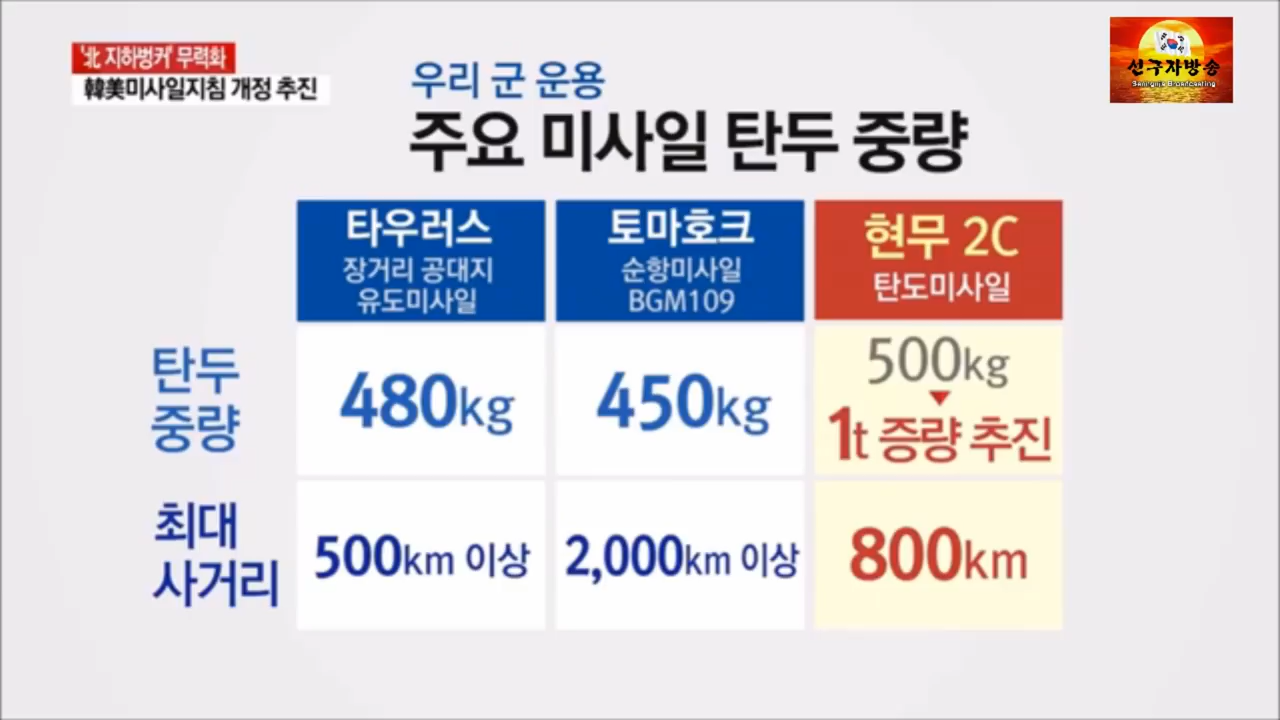 '北 지하벙커' 무력화
韓美미사일지침 개정 추진
선구자방송
우리 군 운용
주요 미사일 탄두 중량
타우러스
장거리 공대지
유도미사일
토마호크
순항미사일
BGM109
현무 2C
탄도미사일
탄두
중량
480kg
450kg
500kg
1t 증량 추진
최대
사거리
500km 이상
2,000km 이상
800km